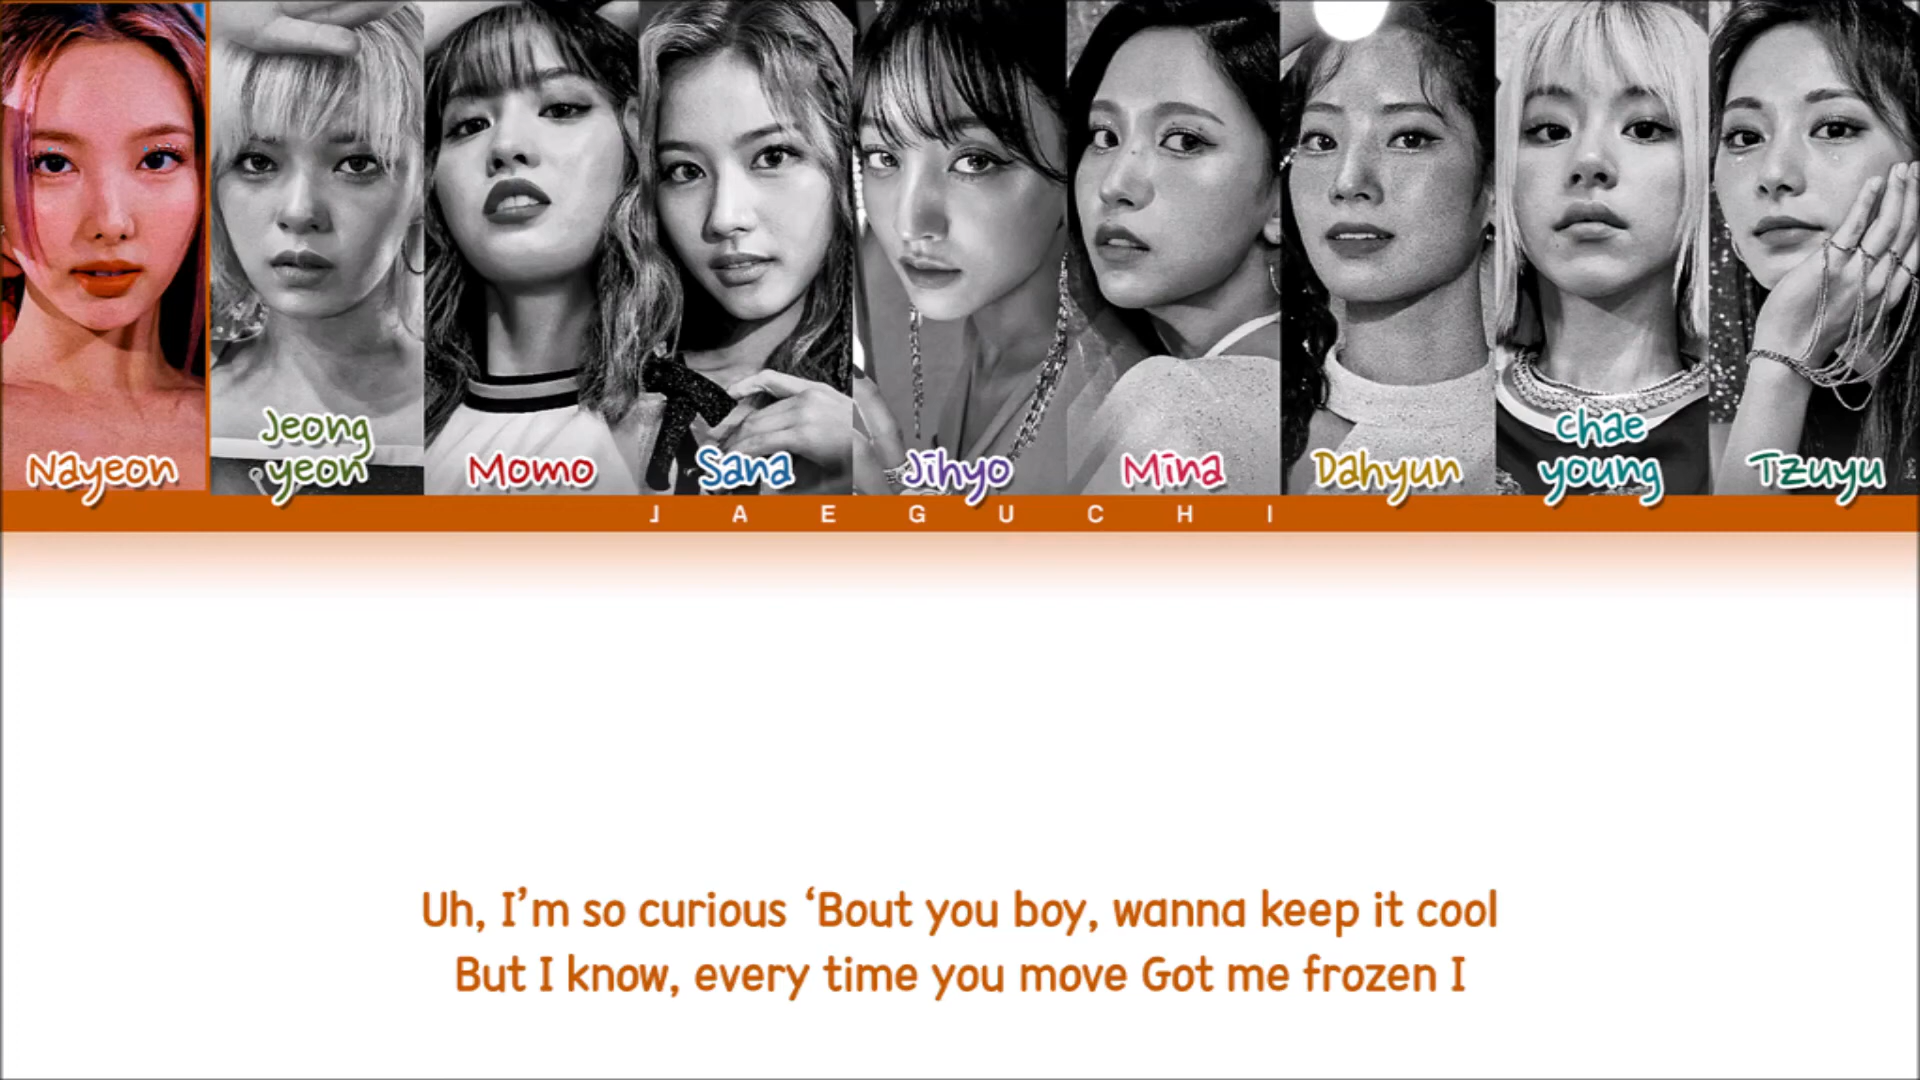 Nayeon
Jeong
yeon
Momo
Sana
Jihyo
Mina
Dahyun
Chae
young
Tzuyu
JAEGUCHI
Uh, I’m so curious ‘Bout you boy, wanna keep it cool
But I know, every time you move Got me frozen I